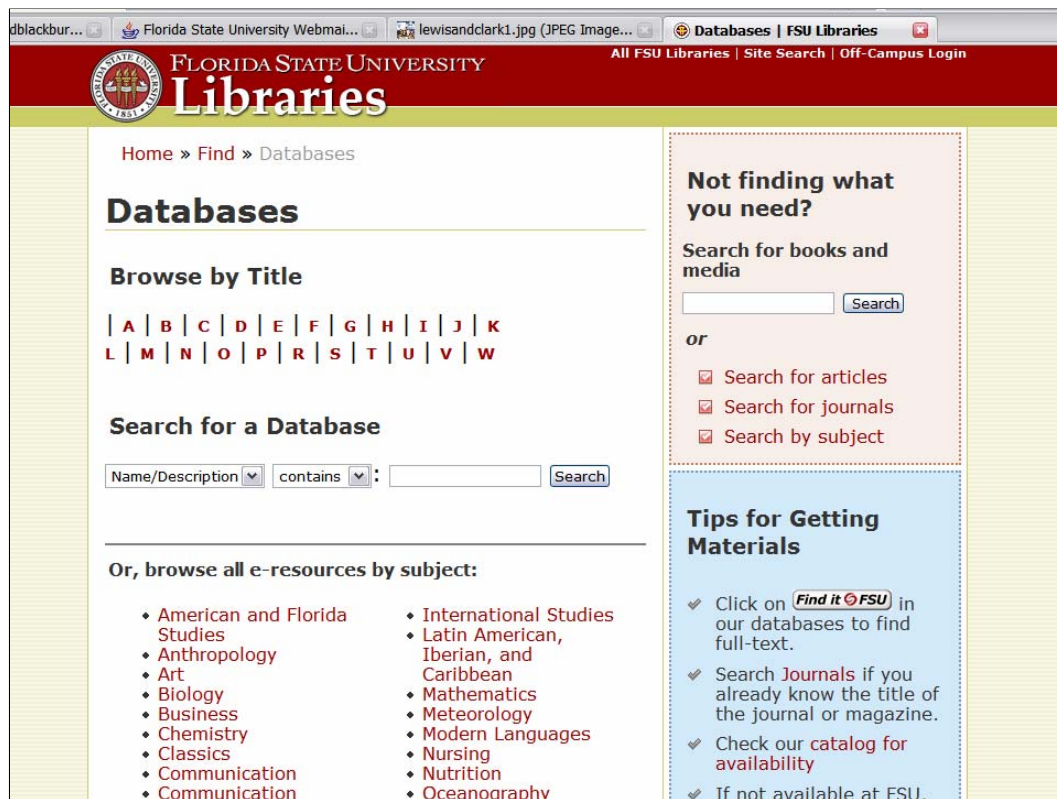 dblackbur...
Florida State University Webmai...
lewisandclark1.jpg (JPEG Image...
Databases | FSU Libraries
All FSU Libraries | Site Search | Off-Campus Login
FLORIDA STATE UNIVERSITY
Libraries
Home » Find » Databases
Databases
Browse by Title
| A | B | C | D | E | F | G | H | I | J | K
L | M | N | O | P | R | S | T | U | V | W
Search for a Database
Name/Description contains : Search
Or, browse all e-resources by subject:
American and Florida
Studies
Anthropology
Art
Biology
Business
Chemistry
Classics
Communication
Communication
International Studies
Latin American,
Iberian, and
Caribbean
Mathematics
Meteorology
Modern Languages
Nursing
Nutrition
Oceanography
Not finding what
you need?
Search for books and
media
Search
or
Search for articles
Search for journals
Search by subject
Tips for Getting
Materials
Click on Find it FSU in
our databases to find
full-text.
Search Journals if you
already know the title of
the journal or magazine.
Check our catalog for
availability
If not available at FSU,